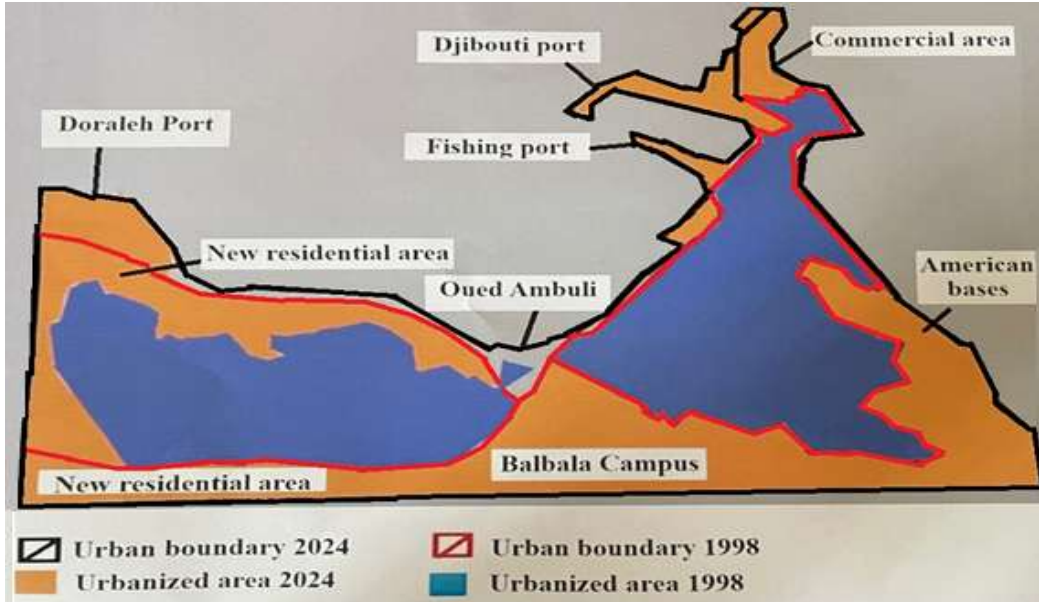 Djibouti port
Commercial area
Doraleh Port
Fishing port
New residential area
Oued Ambuli
American
bases
Balbala Campus
New residential area
Urban boundary 2024
Urban boundary 1998
Urbanized area 2024
Urbanized area 1998